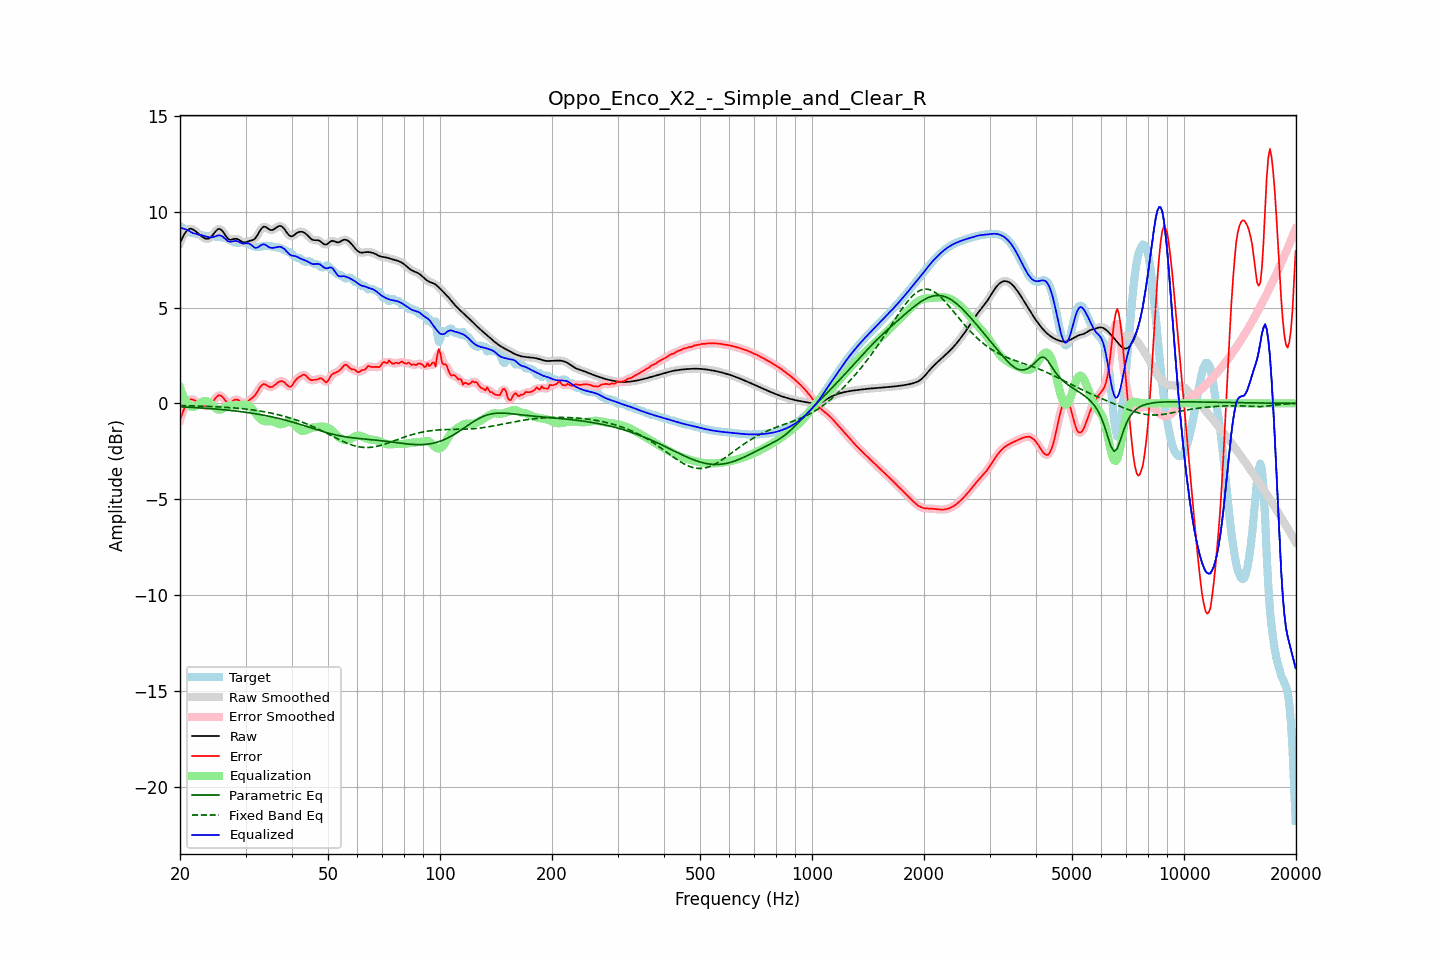 Oppo_Enco_X2_-_Simple_and_Clear_R
15
10
5
0
−5
−10
−15
−20
Amplitude (dBr)
Target
Raw Smoothed
Error Smoothed
Raw
Error
Equalization
Parametric Eq
Fixed Band Eq
Equalized
20 50 100 200 500 1000 2000 5000 10000 20000
Frequency (Hz)